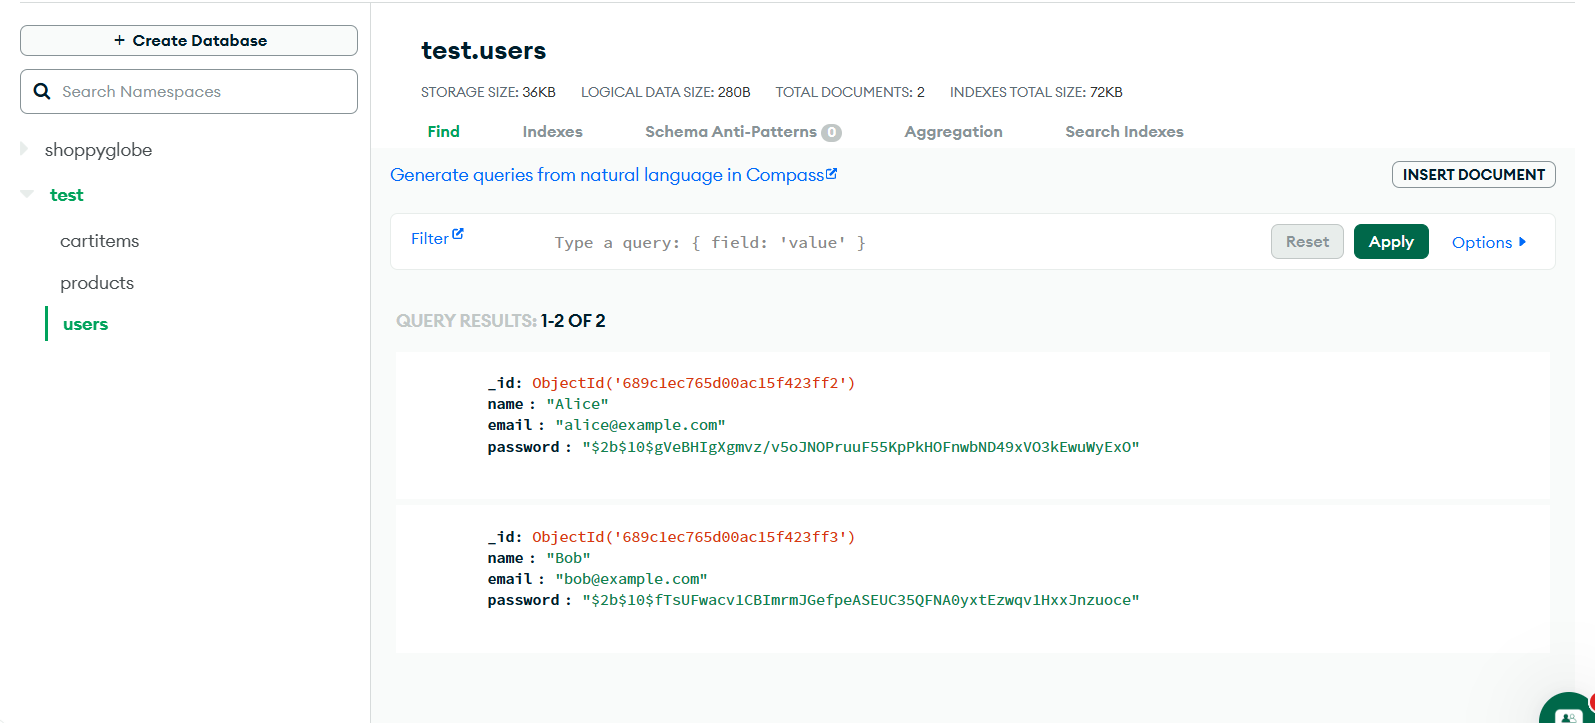 + Create Database
Search Namespaces
shoppyglobe
test
cartitems
products
users
test.users
STORAGE SIZE: 36KB LOGICAL DATA SIZE: 280B TOTAL DOCUMENTS: 2 INDEXES TOTAL SIZE: 72KB
Find Indexes Schema Anti-Patterns 0 Aggregation Search Indexes
Generate queries from natural language in Compass
INSERT DOCUMENT
Filter Type a query: { field: 'value' } Reset Apply Options
QUERY RESULTS: 1-2 OF 2
_id: ObjectId('689c1ec765d00ac15f423ff2')
name : "Alice"
email : "alice@example.com"
password : "$2b$10$gVeBHIgXgmvz/v5oJNOPruuF55KpPkHOFnwbND49xVO3kEwuWyExO"
_id: ObjectId('689c1ec765d00ac15f423ff3')
name : "Bob"
email : "bob@example.com"
password : "$2b$10$fTsUFwacv1CBImrmJGefpeASEUC35QFNA0yxtEzwqv1HxxJnzuoce"